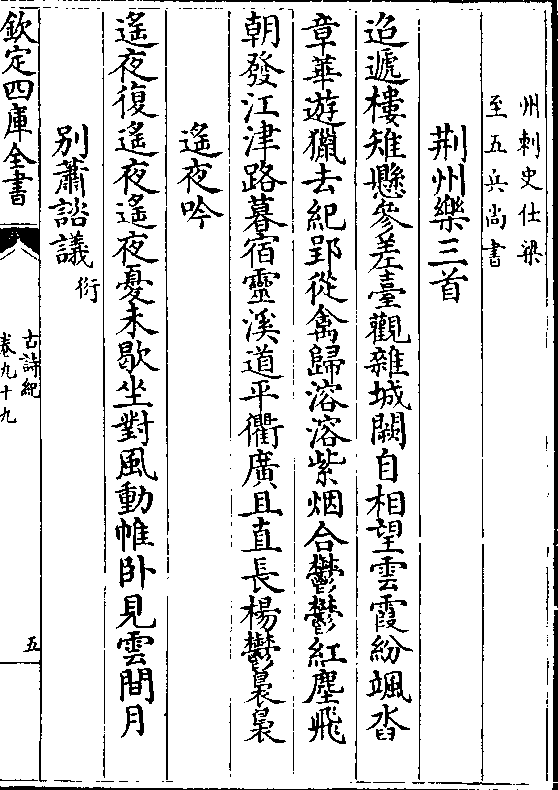 州刺史仕梁
至五兵尚書
荆州樂三首
迢遞樓雉懸參差臺觀雜城闕自相望雲霞紛颯沓
章華遊獵去紀郢從禽歸溶溶紫烟合鬱鬱紅塵飛
朝發江津路暮宿靈溪道平衢廣且直長楊鬱裊裊
遙夜吟
遙夜復遙夜遙夜憂未歇坐對風動帷卧見雲間月
别蕭諮議衍
欽定四庫全書
古詩紀
卷九十九
五